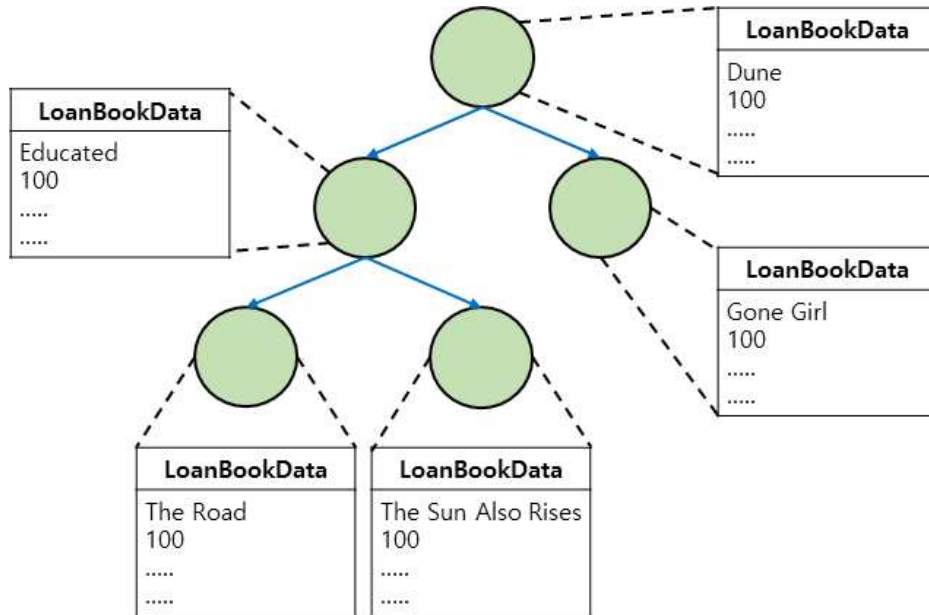 LoanBookData
Dune
100
.....
.....
LoanBookData
Educated
100
.....
.....
LoanBookData
Gone Girl
100
.....
.....
LoanBookData
The Road
100
.....
.....
LoanBookData
The Sun Also Rises
100
.....
.....